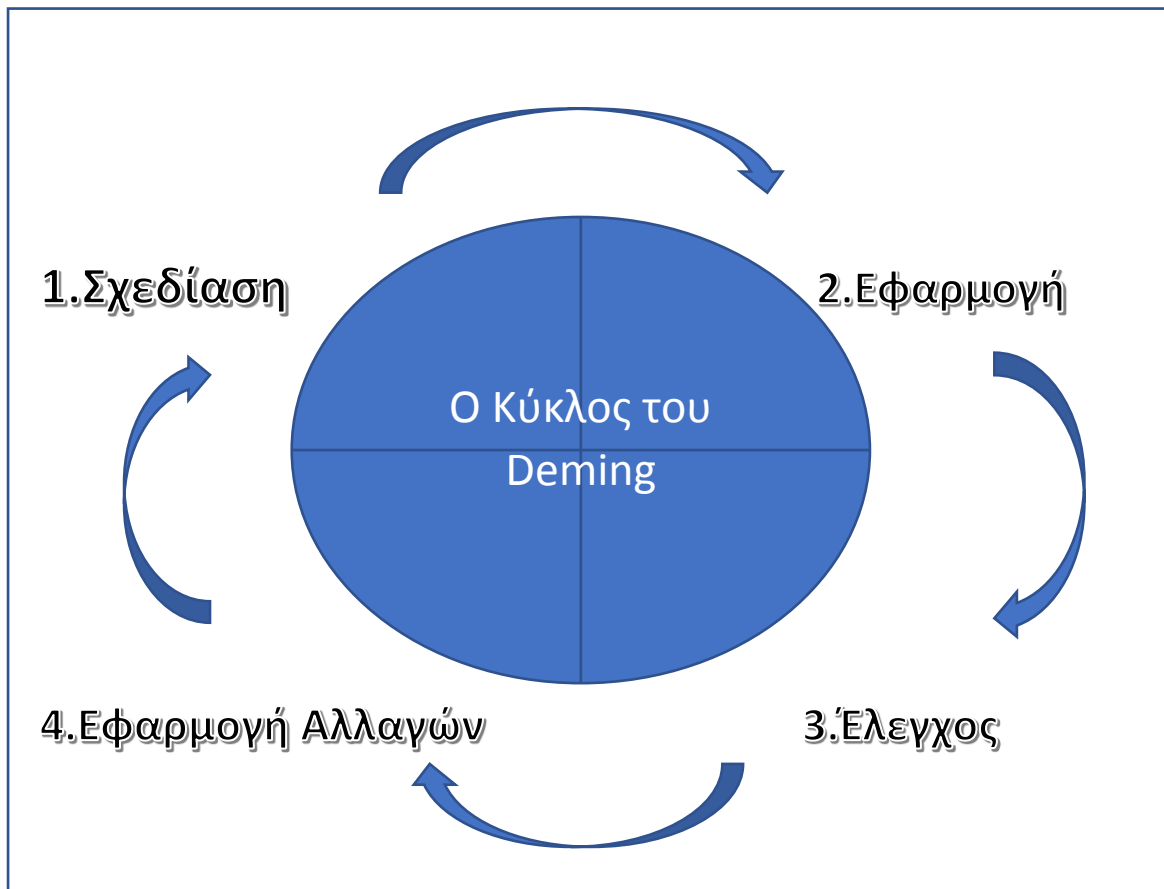 1.Σχεδίαση
2.Εφαρμογή
Ο Κύκλος του
Deming
4.Εφαρμογή Αλλαγών
3.Έλεγχος